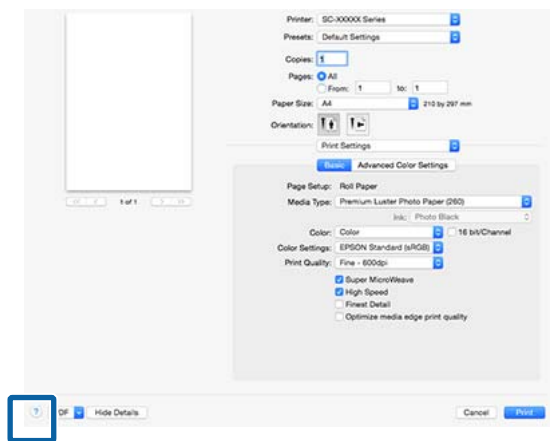 Printer: SC-XXXXX Series
Presets: Default Settings
Copies: 1
Pages: All
From: 1 to: 1
Paper Size: A4 210 by 297 mm
Orientation:
Print Settings
Basic Advanced Color Settings
Page Setup: Roll Paper
Media Type: Premium Luster Photo Paper (260)
Ink: Photo Black
1 of 1
Color: Color 16 bit/Channel
Color Settings: EPSON Standard (sRGB)
Print Quality: Fine - 600dpi
Super MicroWeave
High Speed
Finest Detail
Optimize media edge print quality
? DF Hide Details Cancel Print